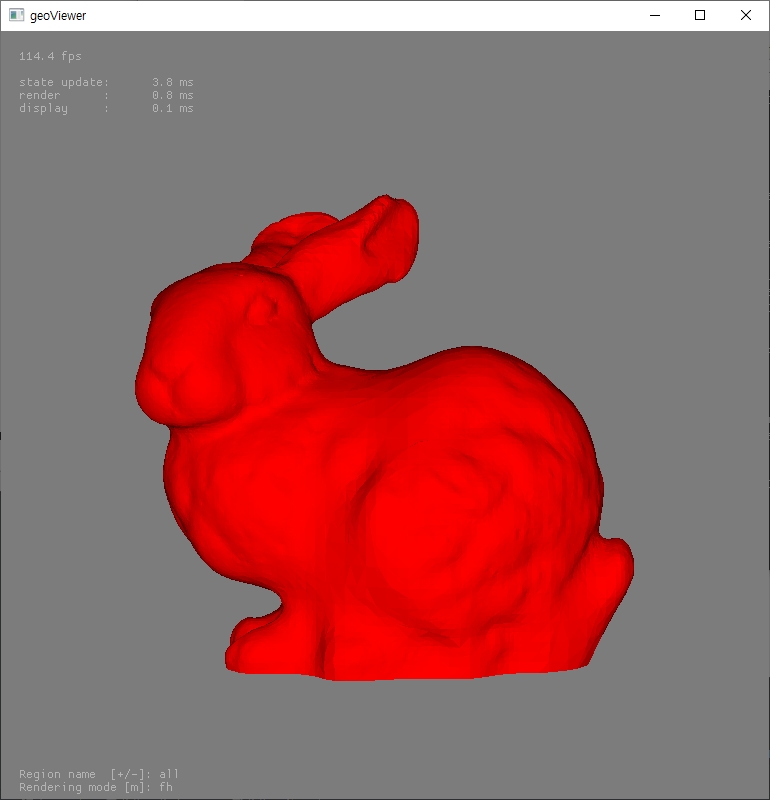 geoViewer
114.4 fps
state update: 3.8 ms
render : 0.8 ms
display : 0.1 ms
Region name [+/-]: all
Rendering mode [m]: fh